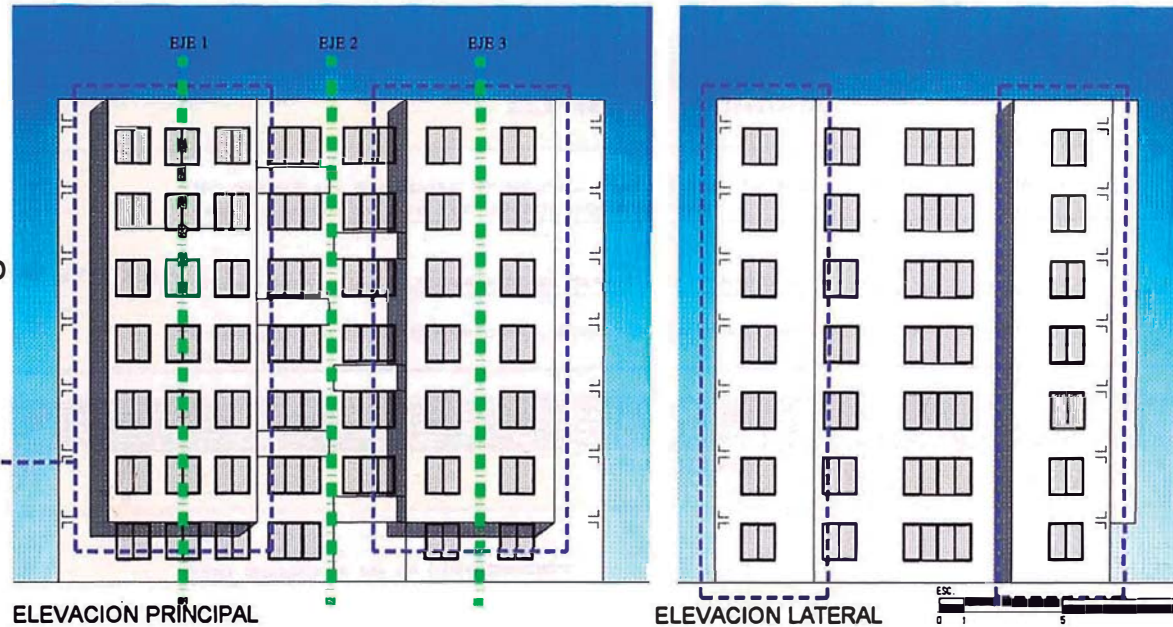 EJE 1
EJE 2
EJE 3
ELEVACION PRINCIPAL
ELEVACION LATERAL
ESC.
0 1 5